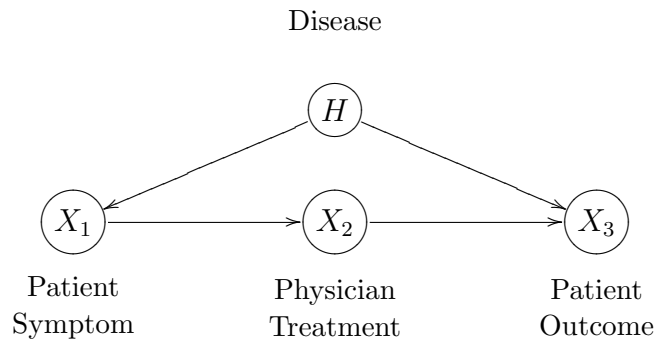 Disease
H
X₁
X₂
X₃
Patient
Symptom
Physician
Treatment
Patient
Outcome